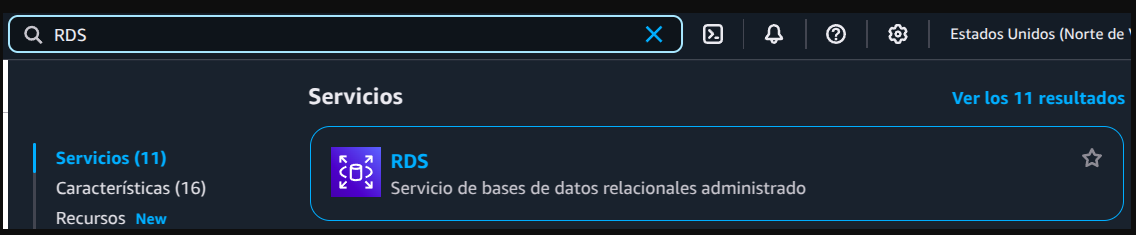 RDS
Estados Unidos (Norte de
Servicios
Ver los 11 resultados
Servicios (11)
Características (16)
Recursos New
RDS
Servicio de bases de datos relacionales administrado